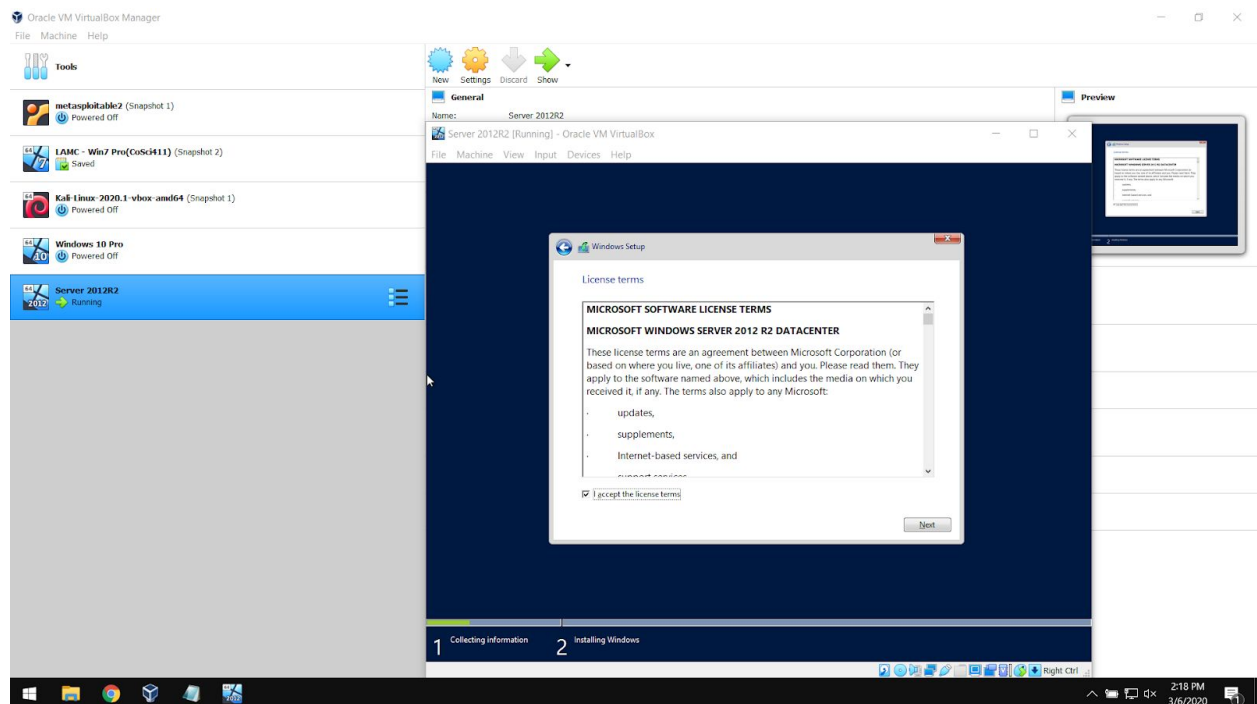 Oracle VM VirtualBox Manager
File Machine Help
Tools
New Settings Discard Show
General
Preview
Name: Server 2012R2
metasploitable2 (Snapshot 1)
Powered Off
LAMC - Win7 Pro(CoSci411) (Snapshot 2)
Saved
Kali-Linux-2020.1-vbox-amd64 (Snapshot 1)
Powered Off
Windows 10 Pro
Powered Off
Server 2012R2
Running
Server 2012R2 [Running] - Oracle VM VirtualBox
File Machine View Input Devices Help
Windows Setup
License terms
MICROSOFT SOFTWARE LICENSE TERMS
MICROSOFT WINDOWS SERVER 2012 R2 DATACENTER
These license terms are an agreement between Microsoft Corporation (or
based on where you live, one of its affiliates) and you. Please read them. They
apply to the software named above, which includes the media on which you
received it, if any. The terms also apply to any Microsoft:
· updates,
· supplements,
· Internet-based services, and
support services
I accept the license terms
Next
1 Collecting information 2 Installing Windows
Right Ctrl
2:18 PM
3/6/2020